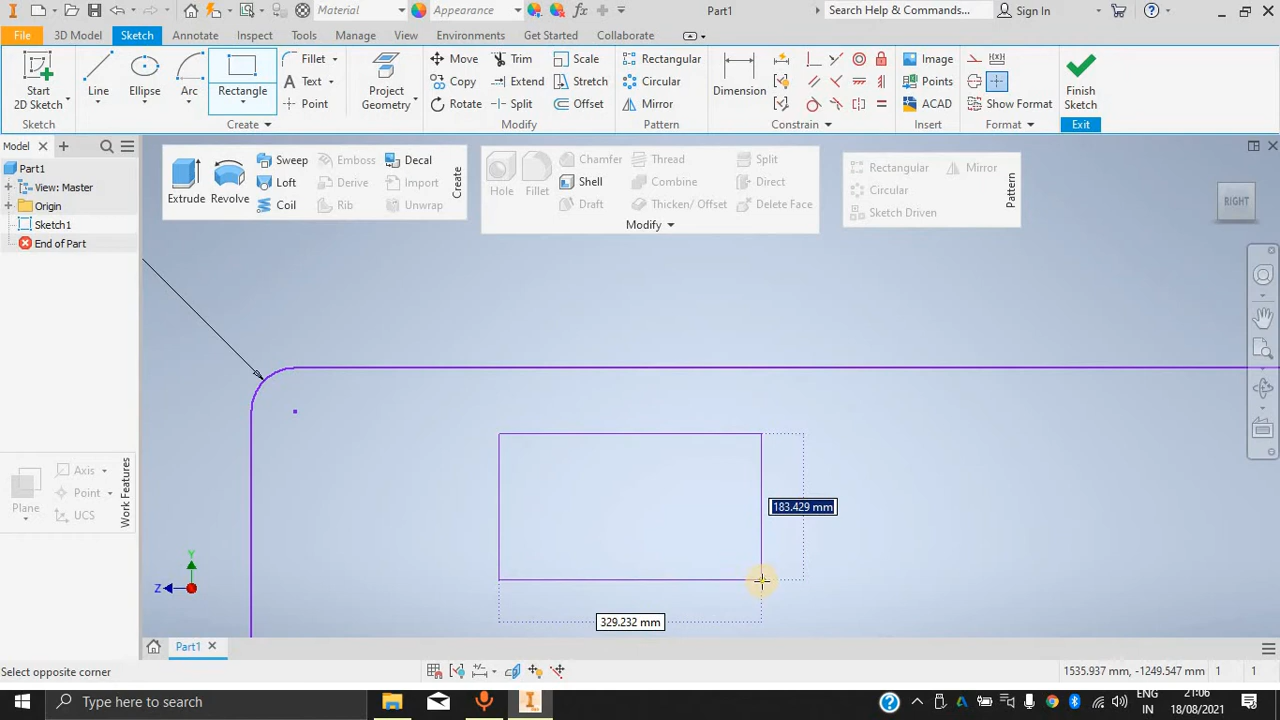 Material
Appearance
Part1
Search Help & Commands...
Sign In
File
3D Model
Sketch
Annotate
Inspect
Tools
Manage
View
Environments
Get Started
Collaborate
Start
2D Sketch
Line
Ellipse
Arc
Rectangle
Fillet
Text
Point
Project
Geometry
Move
Trim
Scale
Copy
Extend
Stretch
Rotate
Split
Offset
Rectangular
Circular
Mirror
Dimension
Image
Points
ACAD
Show Format
Finish
Sketch
Sketch
Create
Modify
Pattern
Constrain
Insert
Format
Exit
Model
Part1
View: Master
Origin
Sketch1
End of Part
Extrude
Revolve
Sweep
Emboss
Decal
Loft
Derive
Import
Coil
Rib
Unwrap
Create
Hole
Fillet
Chamfer
Thread
Split
Shell
Combine
Direct
Draft
Thicken/ Offset
Delete Face
Modify
Rectangular
Mirror
Circular
Sketch Driven
Pattern
RIGHT
Plane
Axis
Point
UCS
Work Features
183.429 mm
329.232 mm
Y
Z
Part1
Select opposite corner
1535.937 mm, -1249.547 mm
1
1
Type here to search
ENG
IN
21:06
18/08/2021